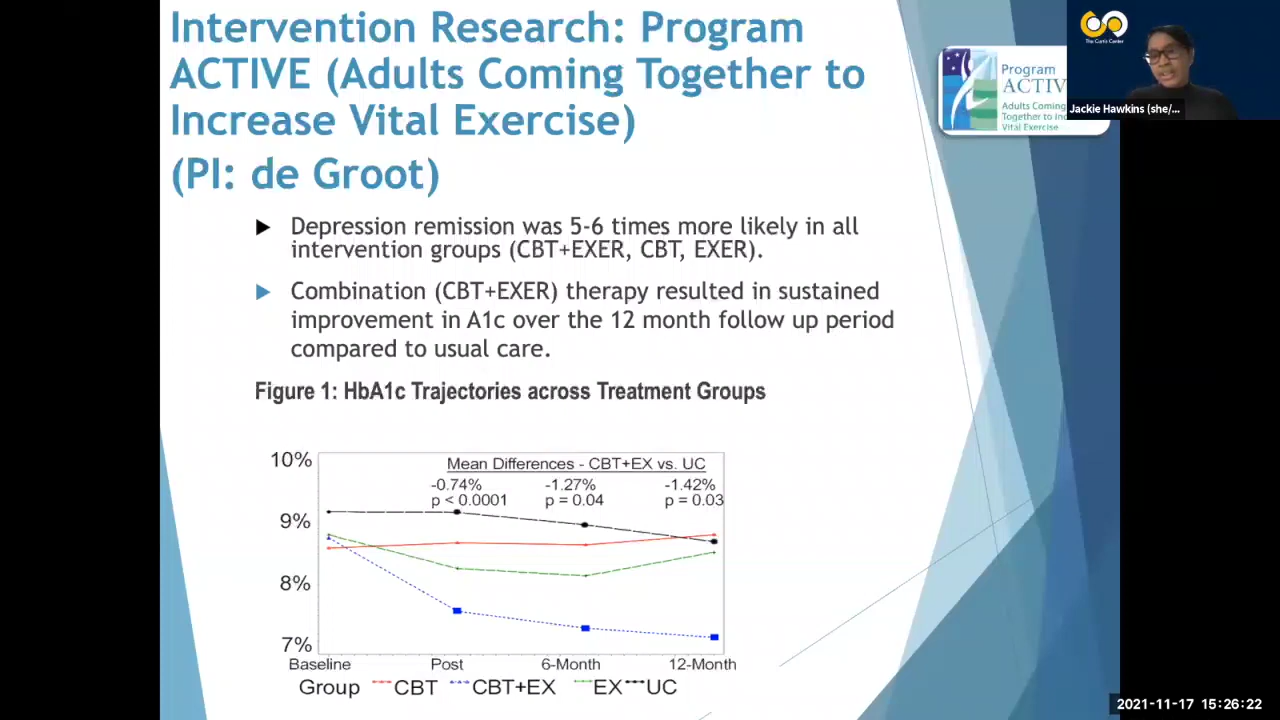 Intervention Research: Program
ACTIVE (Adults Coming Together to
Increase Vital Exercise)
(PI: de Groot)
Program
ACTIV
Adults Coming
Together to Inc
Vital Exercise
The Curtis Center
Jackie Hawkins (she/...
Depression remission was 5-6 times more likely in all
intervention groups (CBT+EXER, CBT, EXER).
Combination (CBT+EXER) therapy resulted in sustained
improvement in A1c over the 12 month follow up period
compared to usual care.
Figure 1: HbA1c Trajectories across Treatment Groups
10%
9%
8%
7%
Mean Differences - CBT+EX vs. UC
-0.74% -1.27% -1.42%
p < 0.0001 p = 0.04 p = 0.03
Baseline Post 6-Month 12-Month
Group CBT CBT+EX EX UC
2021-11-17 15:26:22